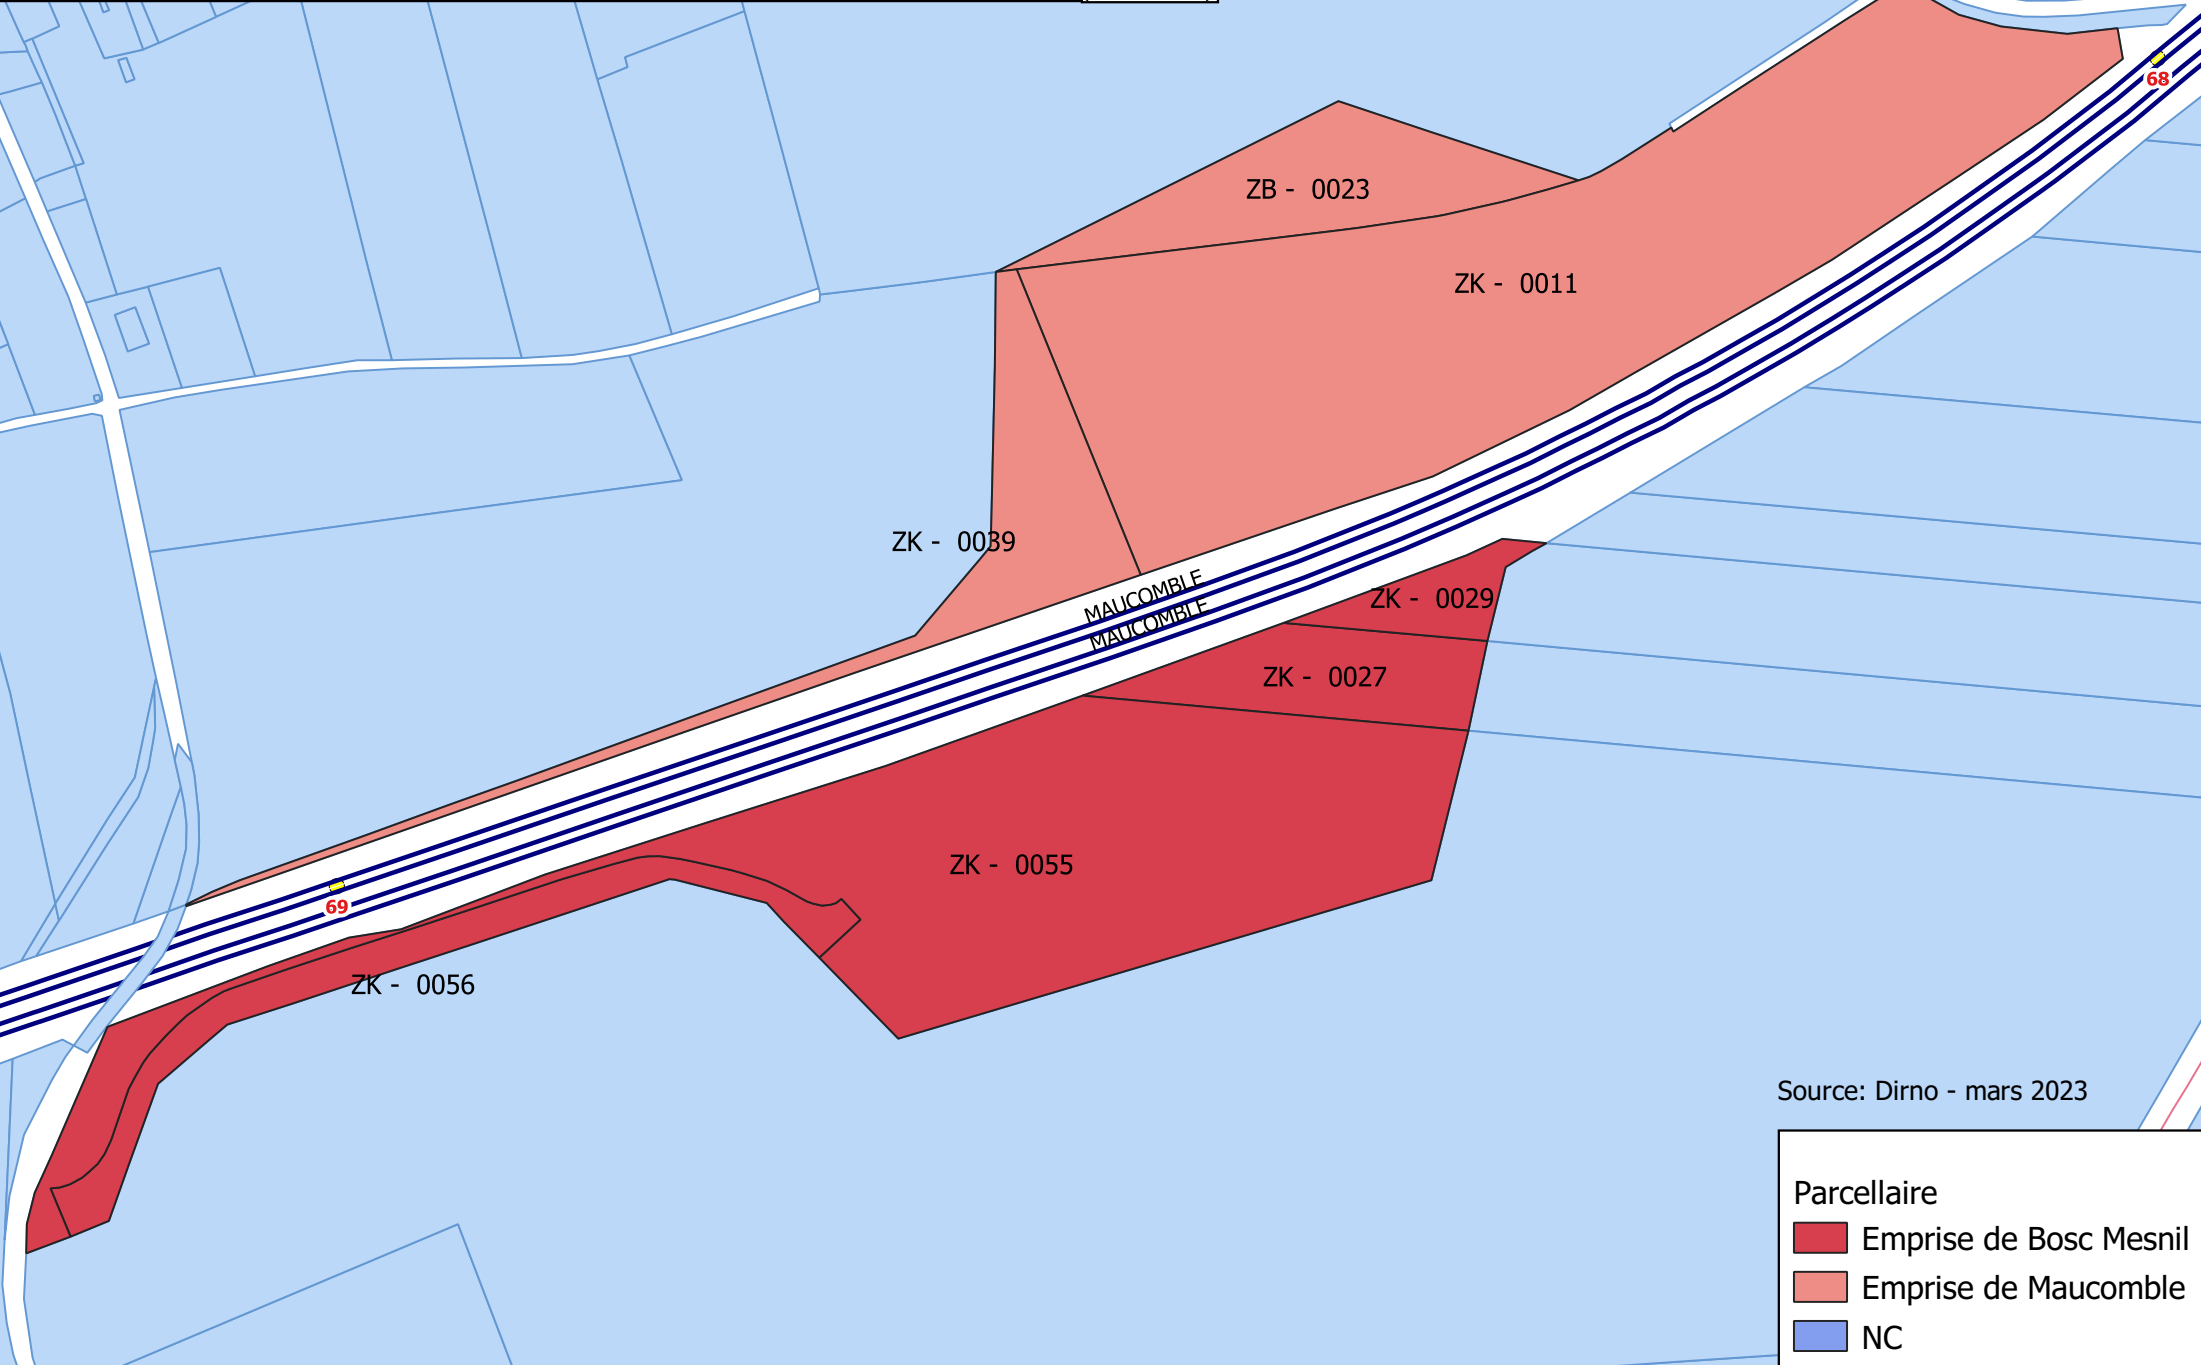 68
ZB - 0023
ZK - 0011
ZK - 0039
MAUCOMBLE
MAUCOMBLE
ZK - 0029
ZK - 0027
ZK - 0055
69
ZK - 0056
Source: Dirno - mars 2023
Parcellaire
Emprise de Bosc Mesnil
Emprise de Maucomble
NC